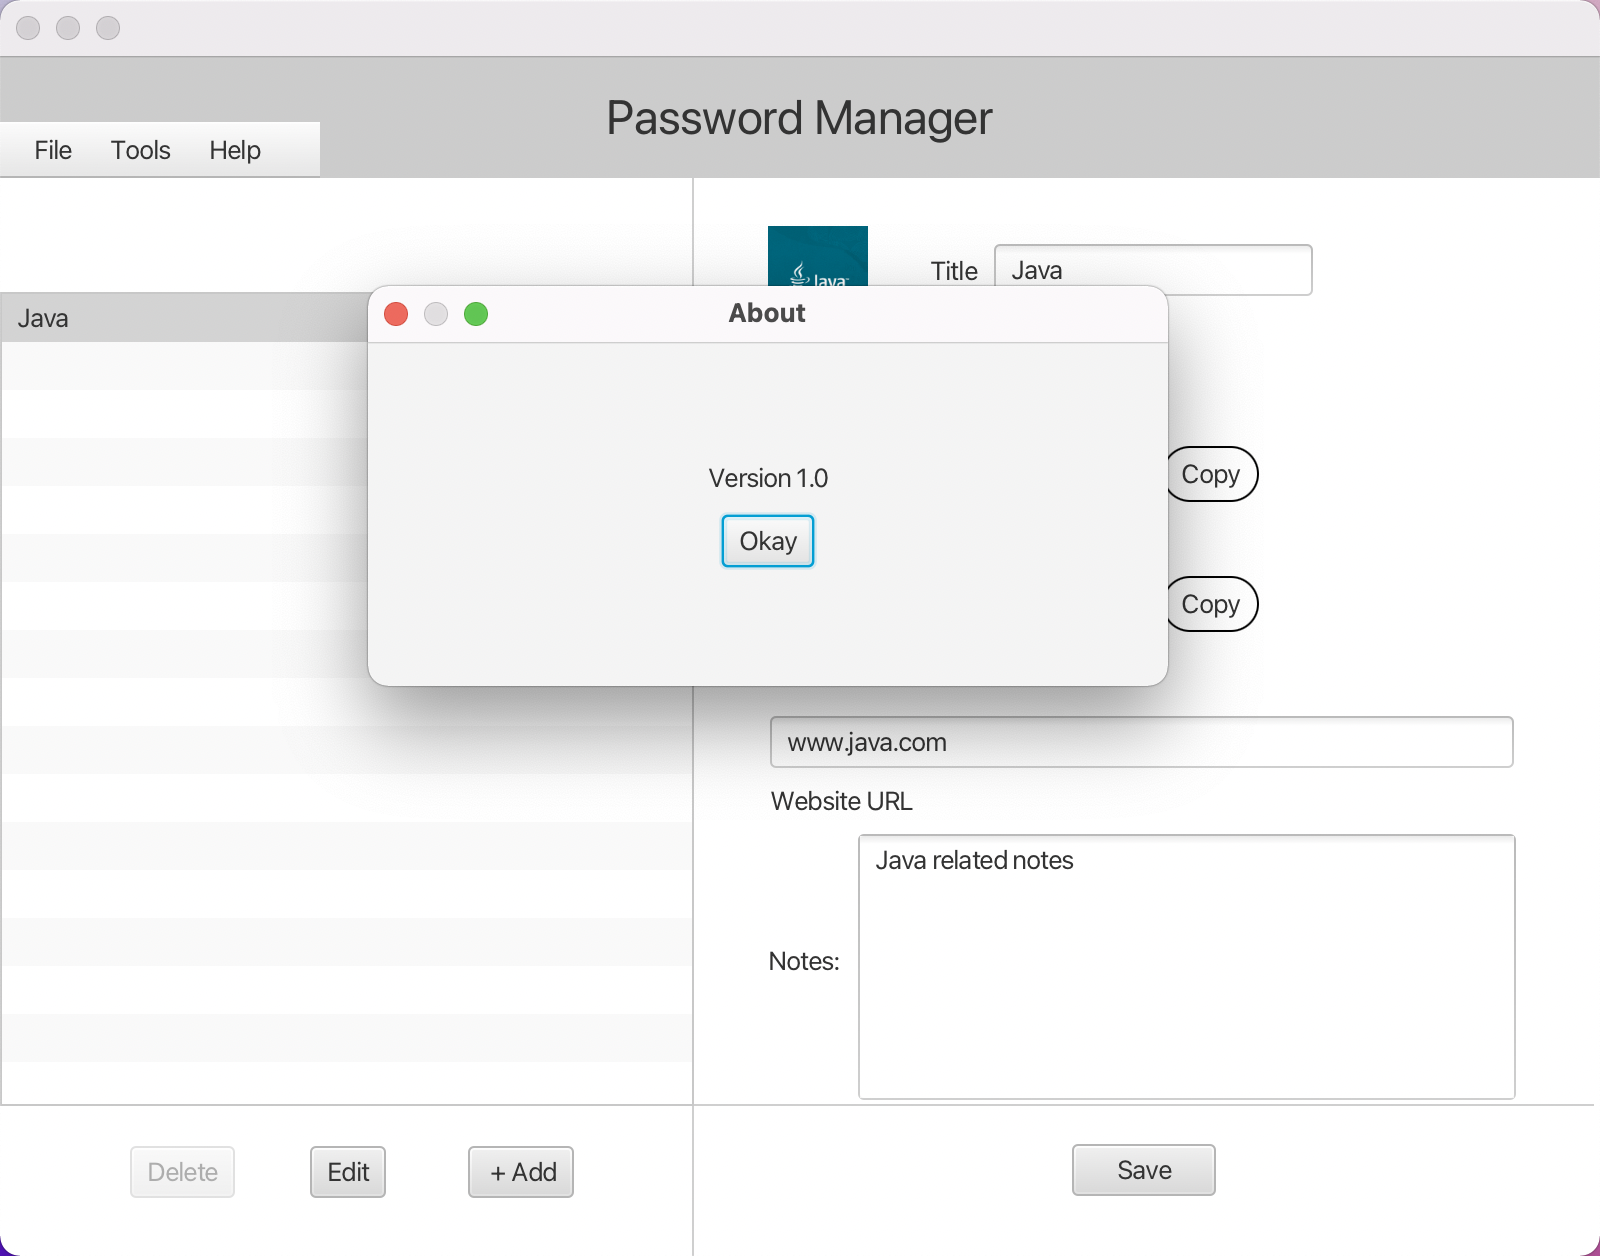 Password Manager
File Tools Help
Java
Title Java
Java
About
Version 1.0
Okay
Copy
Copy
www.java.com
Website URL
Java related notes
Notes:
Delete Edit + Add
Save